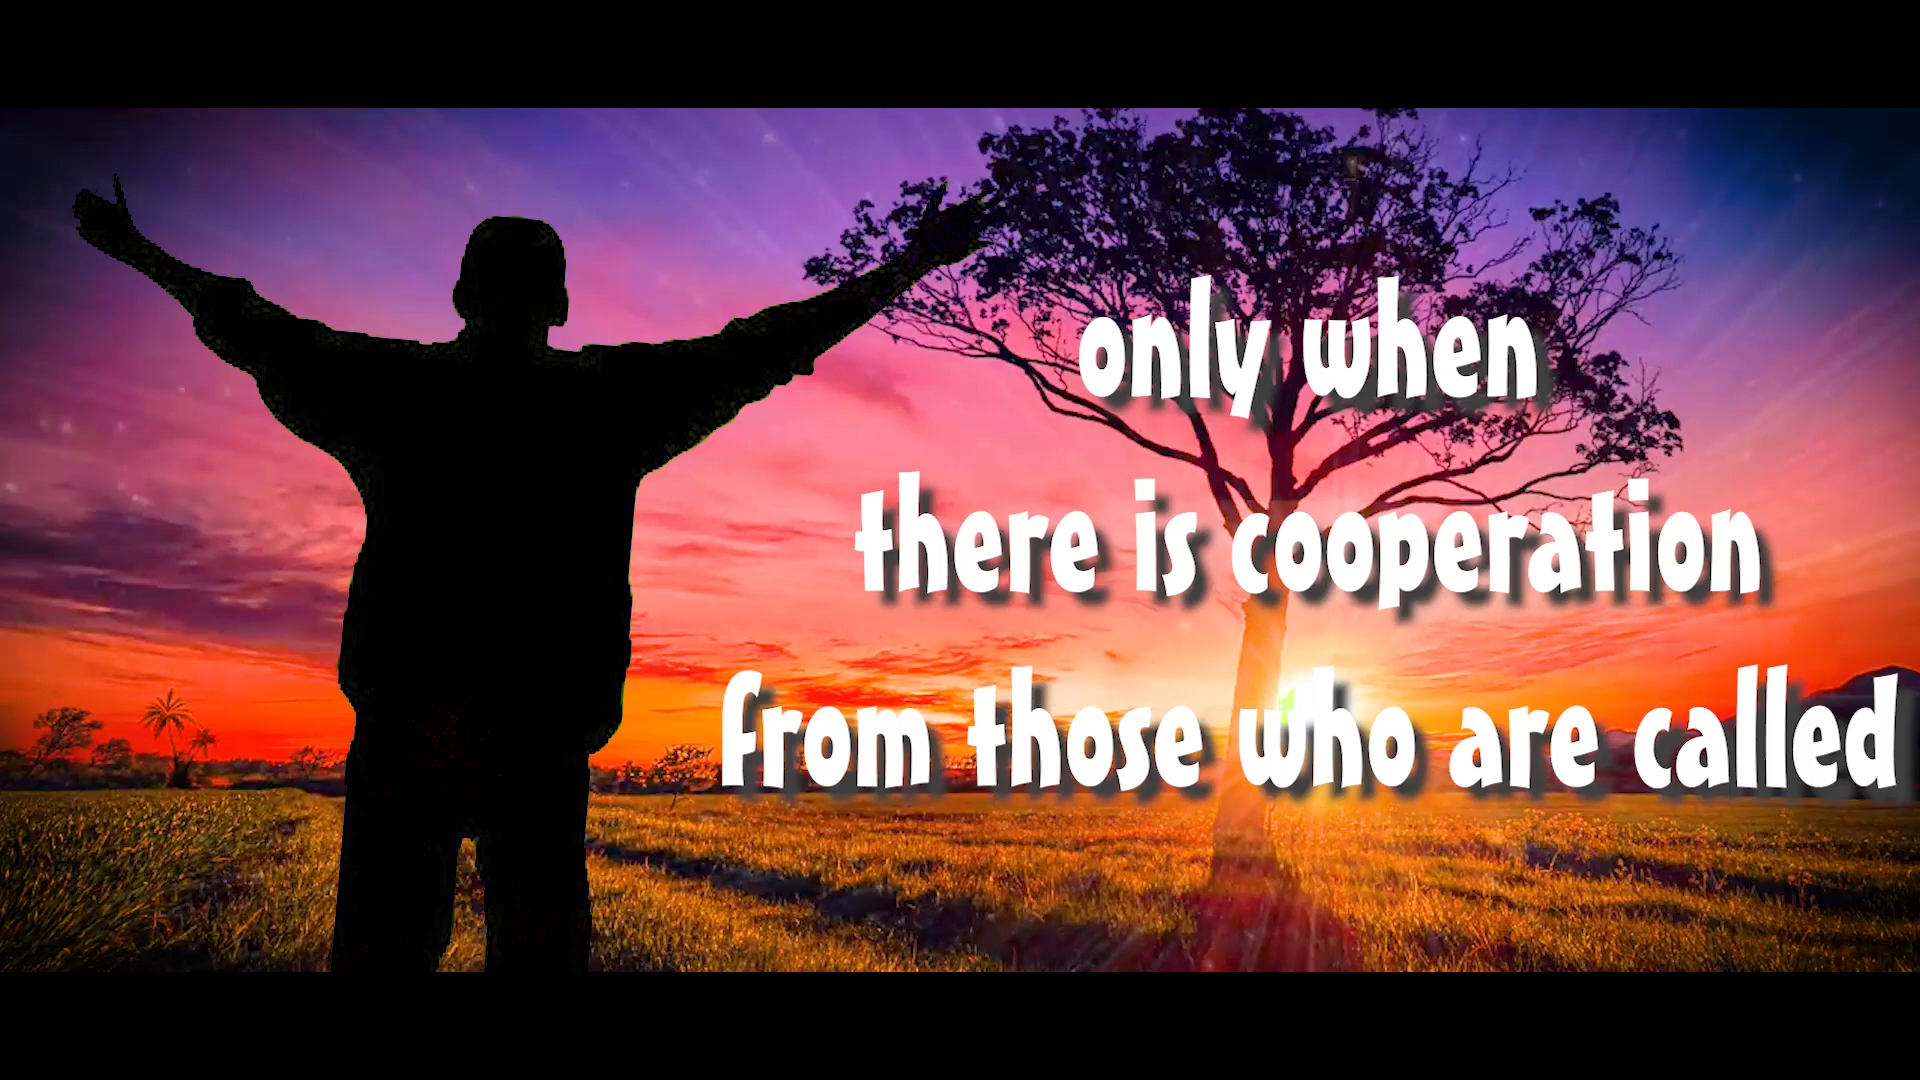 only when
there is cooperation
from those who are called